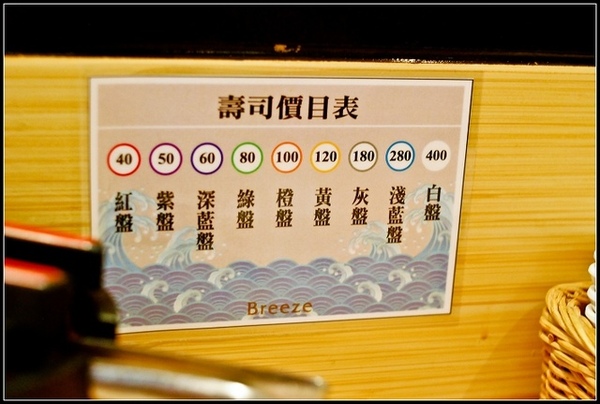 壽司價目表
40 50 60 80 100 120 180 280 400
紅盤 紫盤 深藍盤 綠盤 橙盤 黃盤 灰盤 淺藍盤 白盤
Breeze